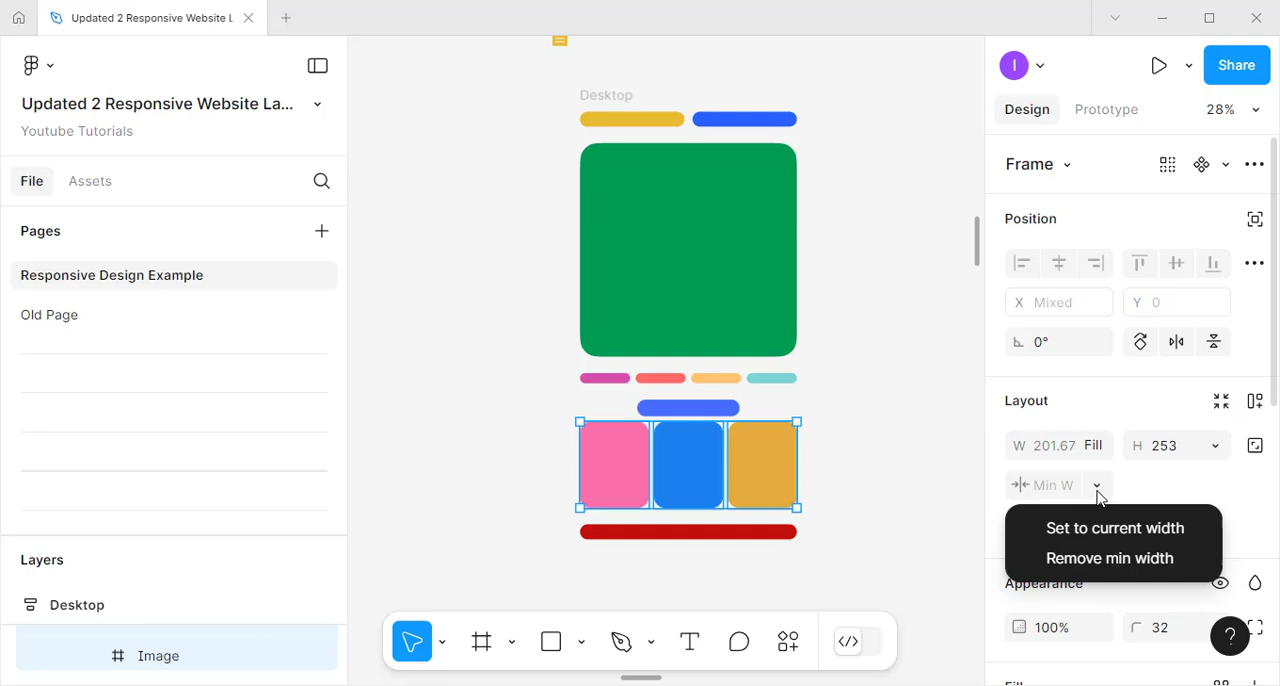 Updated 2 Responsive Website L
I
Share
Updated 2 Responsive Website La...
Youtube Tutorials
Desktop
Design
Prototype
28%
Frame
File
Assets
Position
Pages
Responsive Design Example
X Mixed
Y 0
Old Page
0°
Layout
W 201.67 Fill
H 253
Min W
Set to current width
Remove min width
Layers
Appearance
Desktop
100%
32
?
Image